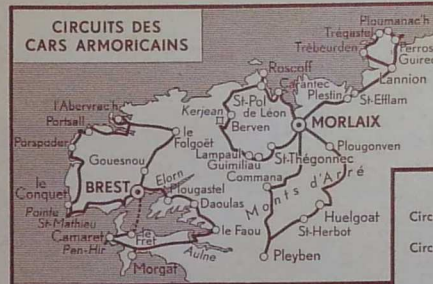 CIRCUITS DES
CARS ARMORICAINS
Ploumanac'h
Trégastel
Trébeurden
Perros
Guirec
Lannion
Roscoff
Carantec
Plestin
St-Efflam
St-Pol
de Léon
Kerjean
Berven
MORLAIX
l'Abervrach
Portsall
Porspoder
le
Folgoët
Lampaul
Guimiliau
St-Thégonnec
Plougonven
Commana
Gouesnou
Elorn
BREST
Plougastel
Daoulas
Monts d'Arrée
le
Conquet
Pointe
St-Mathieu
Camaret
Pen-Hir
le
Fret
le Faou
Aulne
Morgat
Huelgoat
St-Herbot
Pleyben
Circ
Circ